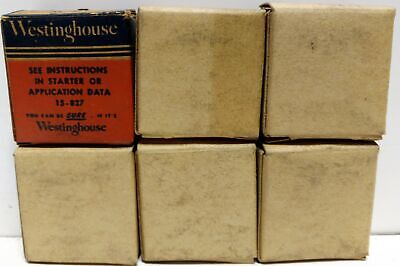 Westinghouse
SEE INSTRUCTIONS
IN STARTER OR
APPLICATION DATA
15-827
YOU CAN BE SURE.. IF IT'S
Westinghouse